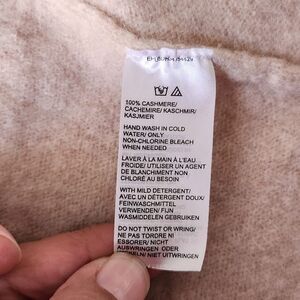 100% CASHMERE/
CACHEMIRE/ KASCHMIR/
KASJMIER
HAND WASH IN COLD
WATER/ ONLY
NON-CHLORINE BLEACH
WHEN NEEDED
LAVER À LA MAIN À L'EAU
FROIDE/ UTILISER UN AGENT
DE BLANCHIMENT NON
CHLORÉ AU BESOIN
WITH MILD DETERGENT/
AVEC UN DÉTERGENT DOUX/
FEINWASCHMITTEL
VERWENDEN/ FIJN
WASMIDDELEN GEBRUIKEN
DO NOT TWIST OR WRING/
NE PAS TORDRE NI
ESSORER/ NICHT
AUSWRINGEN ODER
NIET UITWRINGEN